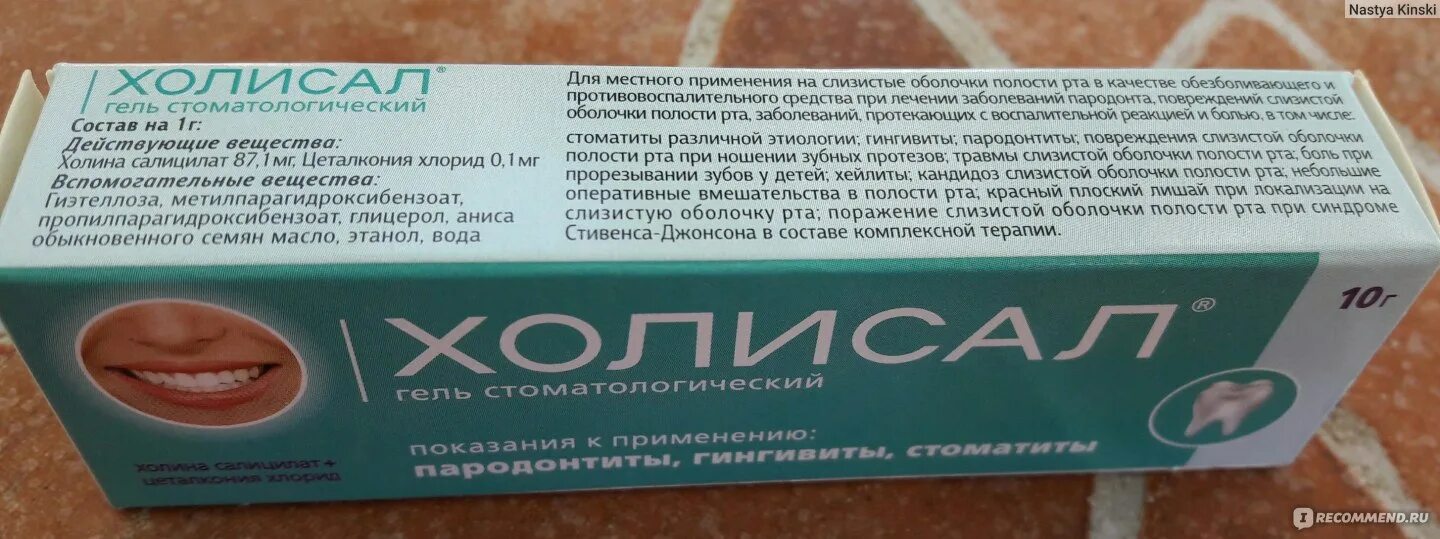 Nastya Kinski
ХОЛИСАЛ®
гель стоматологический
Состав на 1г:
Действующие вещества:
Холина салицилат 87,1мг, Цеталкония хлорид 0,1мг
Вспомогательные вещества:
Гиэтеллоза, метилпарагидроксибензоат,
пропилпарагидроксибензоат, глицерол, аниса
обыкновенного семян масло, этанол, вода
Для местного применения на слизистые оболочки полости рта в качестве обезболивающего и
противовоспалительного средства при лечении заболеваний пародонта, повреждений слизистой
оболочки полости рта, заболеваний, протекающих с воспалительной реакцией и болью, в том числе:
стоматиты различной этиологии; гингивиты; пародонтиты; повреждения слизистой оболочки
полости рта при ношении зубных протезов; травмы слизистой оболочки полости рта; боль при
прорезывании зубов у детей; хейлиты; кандидоз слизистой оболочки полости рта; небольшие
оперативные вмешательства в полости рта; красный плоский лишай при локализации на
слизистую оболочку рта; поражение слизистой оболочки полости рта при синдроме
Стивенса-Джонсона в составе комплексной терапии.
10г
ХОЛИСАЛ®
гель стоматологический
показания к применению:
пародонтиты, гингивиты, стоматиты
холина салицилат+
цеталкония хлорид
IRECOMMEND.RU